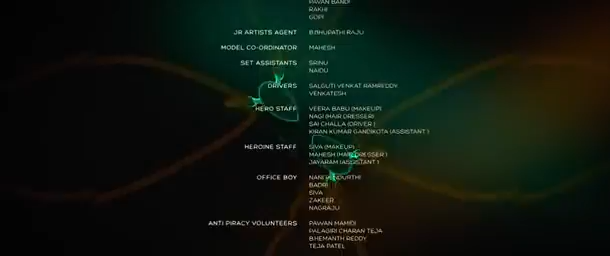 PAVAN BANDI
RAKHI
GOPI
JR ARTISTS AGENT B.BHUPATHI RAJU
MODEL CO-ORDINATOR MAHESH
SET ASSISTANTS SRINU
NAIDU
DRIVERS SALGUTI VENKAT RAMIREDDY
VENKATESH
HERO STAFF VEERA BABU (MAKEUP)
NAGI (HAIR DRESSER)
SAI CHALLA (DRIVER )
KIRAN KUMAR GANDIKOTA (ASSISTANT )
HEROINE STAFF SIVA (MAKEUP)
MAHESH (HAIR DRESSER )
JAYARAM (ASSISTANT )
OFFICE BOY
BADRI
SIVA
ZAKEER
NAGRAJU
ANTI PIRACY VOLUNTEERS PAWAN MAMIDI
PALAGIRI CHARAN TEJA
B.HEMANTH REDDY
TEJA PATEL